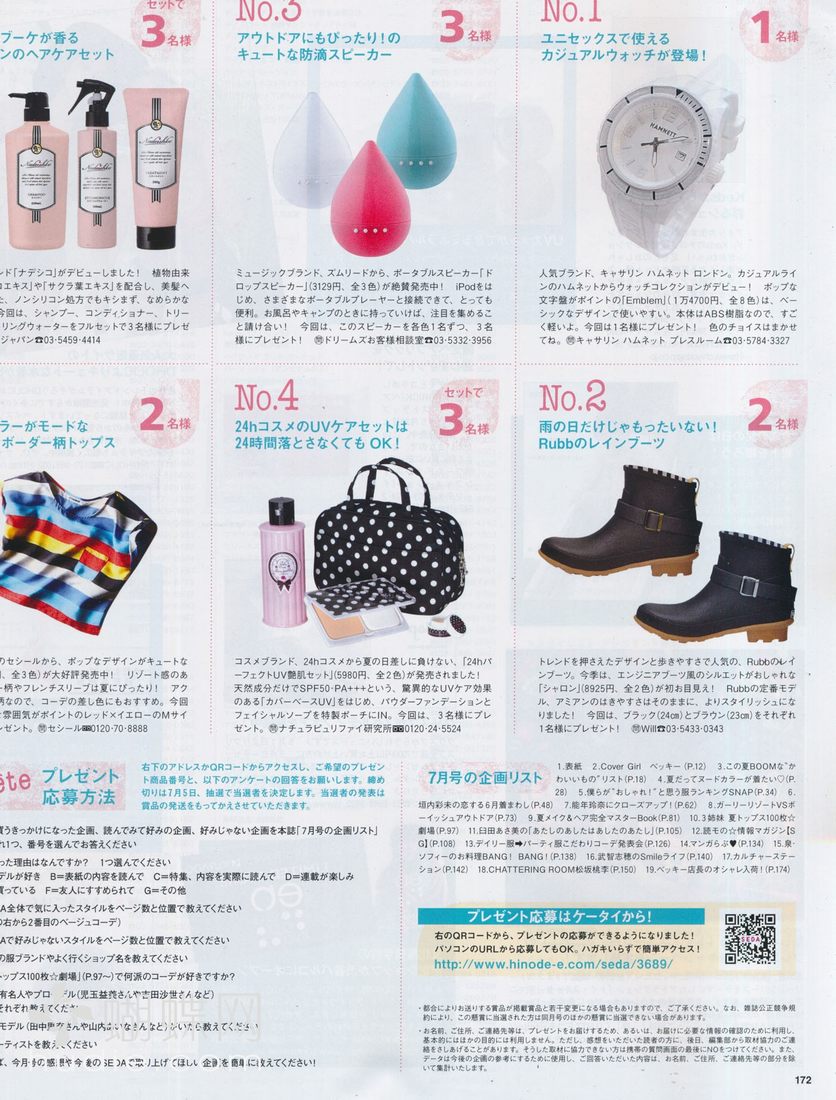 No.1
1名様
ユニセックスで使える
カジュアルウォッチが登場！
HAMNETT
人気ブランド、キャサリン ハムネット ロンドン。カジュアルライ
ンのハムネットからウォッチコレクションがデビュー！　ポップな
文字盤がポイントの「Emblem」（1万4700円、全8色）は、ベー
シックなデザインで使いやすい。本体はABS樹脂なので、すご
く軽いよ。今回は1名様にプレゼント！　色のチョイスはまかせ
てね。㉄キャサリン ハムネット プレスルーム☎03・5784・3327
No.2
2名様
雨の日だけじゃもったいない！
Rubbのレインブーツ
トレンドを押さえたデザインと歩きやすさで人気の、Rubbのレイ
ンブーツ。今季は、エンジニアブーツ風のシルエットがおしゃれな
「シャロン」（8925円、全2色）が初お目見え！　Rubbの定番モデ
ル、アミアンのはきやすさはそのままに、よりスタイリッシュにな
りました！　今回は、ブラック（24㎝）とブラウン（23㎝）をそれぞれ
1名様にプレゼント！　㉄Will☎03・5433・0343
No.3
3名様
アウトドアにもぴったり！の
キュートな防滴スピーカー
ミュージックブランド、ズムリードから、ポータブルスピーカー「ド
ロップスピーカー」（3129円、全3色）が絶賛発売中！　iPodをは
じめ、さまざまなポータブルプレーヤーと接続できて、とっても
便利。お風呂やキャンプのときに持っていけば、注目を集めるこ
と請け合い！　今回は、このスピーカーを各色1名ずつ、3名
様にプレゼント！　㉄ドリームズお客様相談室☎03・5332・3956
No.4
セットで
3名様
24hコスメのUVケアセットは
24時間落とさなくてもOK！
コスメブランド、24hコスメから夏の日差しに負けない、「24hパ
ーフェクトUV艶肌セット」（5980円、全2色）が発売されました！
天然成分だけでSPF50・PA+++という、驚異的なUVケア効果
のある「カバーベースUV」をはじめ、パウダーファンデーションと
フェイシャルソープを特製ポーチにIN。今回は、3名様にプレ
ゼント。㉄ナチュラピュリファイ研究所0120・24・5524
セットで
3名様
ブーケが香る
ンのヘアケアセット
ンド「ナデシコ」がデビューしました！　植物由来
コエキス」や「サクラ葉エキス」を配合し、美髪へ
た、ノンシリコン処方でもキシまず、なめらかな
今回は、シャンプー、コンディショナー、トリー
リングウォーターをフルセットで3名様にプレゼ
ジャパン☎03・5459・4414
2名様
ラーがモードな
ボーダー柄トップス
のセシールから、ポップなデザインがキュートな
円、全3色）が大好評発売中！　リゾート感のあ
ー柄やフレンチスリーブは夏にぴったり！　アク
柄なので、コーデの差し色にもおすすめ。今回
な雰囲気がポイントのレッド×イエローのMサイ
レゼント。㉄セシール0120・70・8888
ête プレゼント
応募方法
右下のアドレスかQRコードからアクセスし、ご希望のプレゼン
ト商品番号と、以下のアンケートの回答をお願いします。締め
切りは7月5日、抽選で当選者を決定します。当選者の発表は
賞品の発送をもってかえさせていただきます。
買うきっかけになった企画、読んでみて好みの企画、好みじゃない企画を本誌「7月号の企画リスト」
れ1つ、番号を選んでお答えください
った理由はなんですか？　1つ選んでください
デルが好き　B＝表紙の内容を読んで　C＝特集、内容を実際に読んで　D＝連載が楽しみ
買っている　F＝友人にすすめられて　G＝その他
A全体で気に入ったスタイルをページ数と位置で教えてください
の右から2番目のベージュコーデ）
Aで好みじゃないスタイルをページ数と位置で教えてください
の服ブランドやよく行くショップ名を教えてください
トップス100枚☆劇場」（P.97〜）で何派のコーデが好きですか？
ーティストを教えてください
7月号の企画リスト
1.表紙　2.Cover Girl　ベッキー（P.12）　3.この夏BOOMな“か
わいいもの”リスト（P.18）　4.夏だってヌードカラーが着たい♡（P.
28）　5.僕らが“おしゃれ！”と思う服ランキングSNAP（P.34）　6.
垣内彩未の恋する6月着まわし（P.48）　7.能年玲奈にクローズアップ！（P.62）　8.ガーリーリゾートVSボ
ーイッシュアウトドア（P.73）　9.夏メイク＆ヘア完全マスターBook（P.81）　10.3姉妹 夏トップス100枚☆
劇場（P.97）　11.臼田あさ美の「あたしのあしたはあしたのあたし」（P.105）　12.読モの☆情報マガジン【S
G】（P.108）　13.デイリー服➡パーティ服こだわりコーデ発表会（P.126）　14.マンガらぶ♥（P.134）　15.泉・
ソフィーのお料理BANG！ BANG！（P.138）　16.武智志穂のSmileライフ（P.140）　17.カルチャーステー
ション（P.142）　18.CHATTERING ROOM松坂桃李（P.150）　19.ベッキー店長のオシャレ入荷！（P.174）
プレゼント応募はケータイから！
右のQRコードから、プレゼントの応募ができるようになりました！
パソコンのURLから応募してもOK。ハガキいらずで簡単アクセス！
http://www.hinode-e.com/seda/3689/
SEDA
・都合によりお送りする賞品が掲載賞品と若干変更になる場合もありますので、ご了承ください。なお、雑誌公正競争規
約により、この懸賞に当選された方は同月号のほかの懸賞に当選できない場合があります。
・お名前、ご住所、ご連絡先等は、プレゼントをお届けするため、あるいは、お届けに必要な情報の確認のために利用し、
基本的にはほかの目的には利用しません。ただし、感想をいただいた読者の方に、後日、編集部から取材協力のご連
絡をさしあげることがあります。そうした取材に協力できない方は携帯の質問画面の最後にNOをつけてください。また、
データは今後の企画の参考にするために使用し、ご回答いただいた内容は、お名前、ご住所、ご連絡先等の部分を除
いて集計いたします。
172